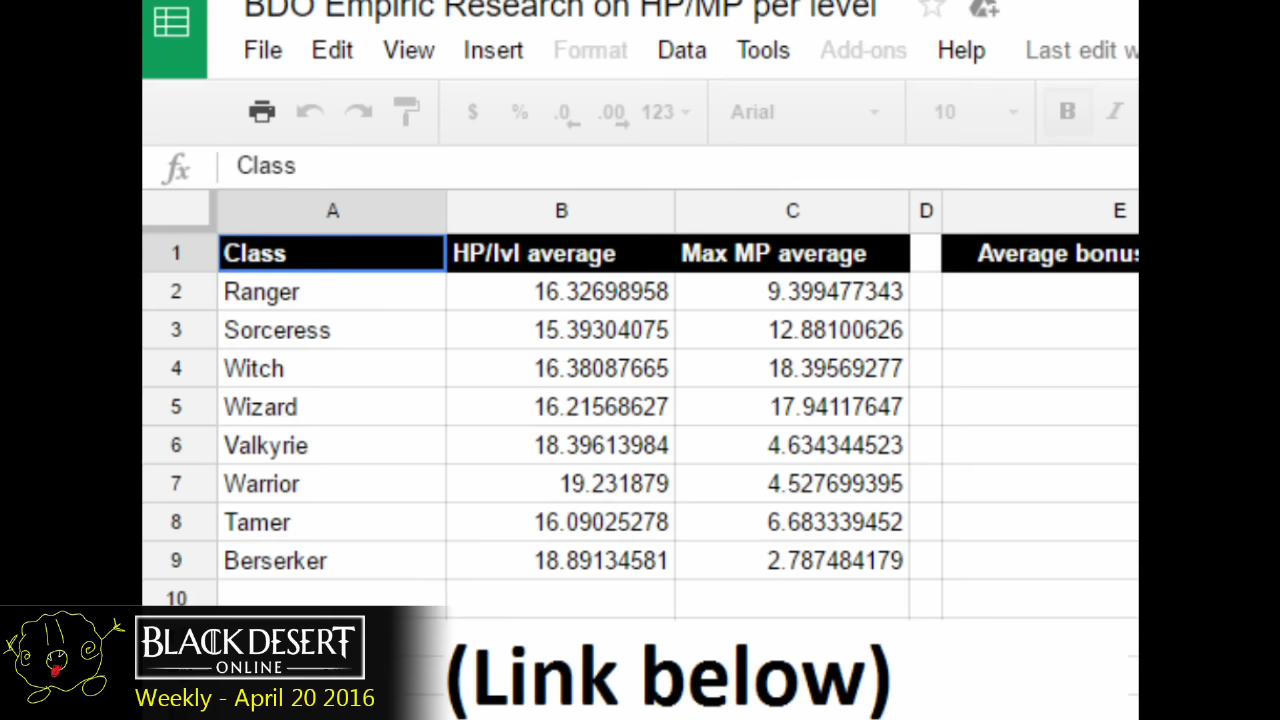 BDO Empiric Research on HP/MP per level
File Edit View Insert Format Data Tools Add-ons Help Last edit w
$ % .0 .00 123 Arial 10 B I
fx Class
A B C D E
1 Class HP/lvl average Max MP average Average bonus
2 Ranger 16.32698958 9.399477343
3 Sorceress 15.39304075 12.88100626
4 Witch 16.38087665 18.39569277
5 Wizard 16.21568627 17.94117647
6 Valkyrie 18.39613984 4.634344523
7 Warrior 19.231879 4.527699395
8 Tamer 16.09025278 6.683339452
9 Berserker 18.89134581 2.787484179
10
BLACK DESERT
ONLINE
Weekly - April 20 2016
(Link below)